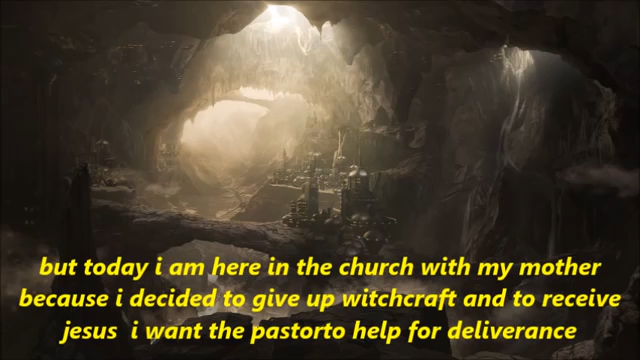 but today i am here in the church with my mother
because i decided to give up witchcraft and to receive
jesus  i want the pastorto help for deliverance